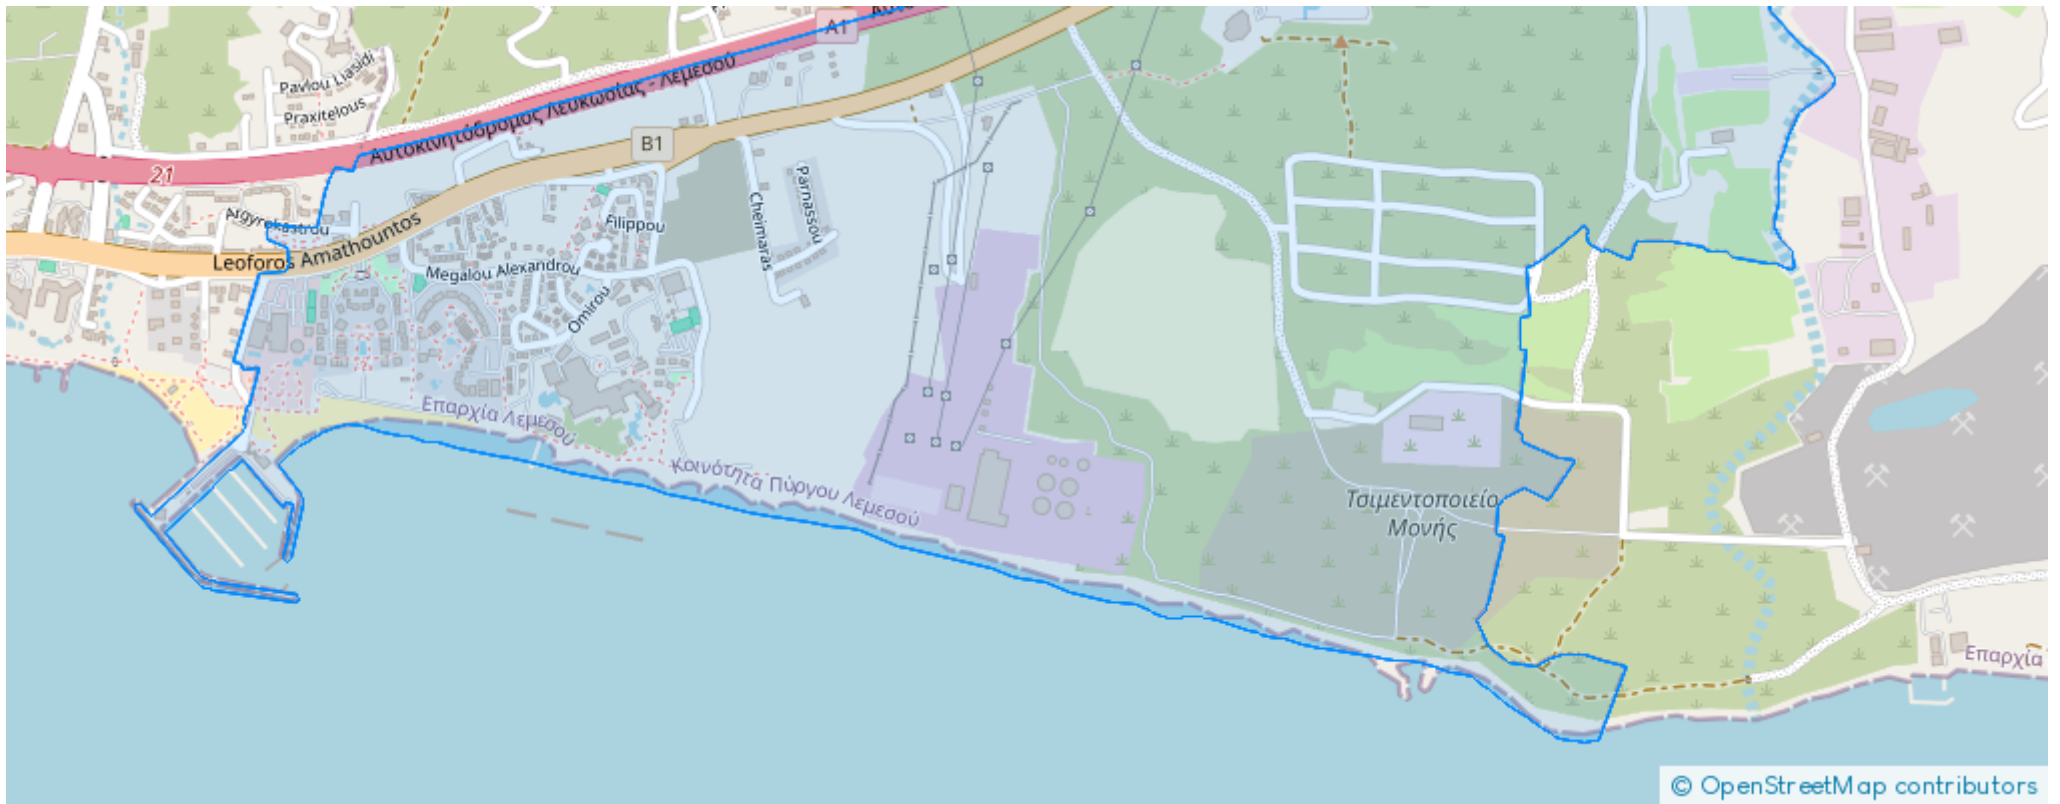 A1
Αυτο
Pavlou Liasidi
Praxitelous
Αυτοκινητόδρομος Λευκωσίας - Λεμεσού
B1
21
Argyrokastrou
Leoforos Amathountos
Filippou
Parnassou
Cheimaras
Megalou Alexandrou
Omirou
Επαρχία Λεμεσού
Κοινότητα Πύργου Λεμεσού
Τσιμεντοποιείο
Μονής
Επαρχία
© OpenStreetMap contributors